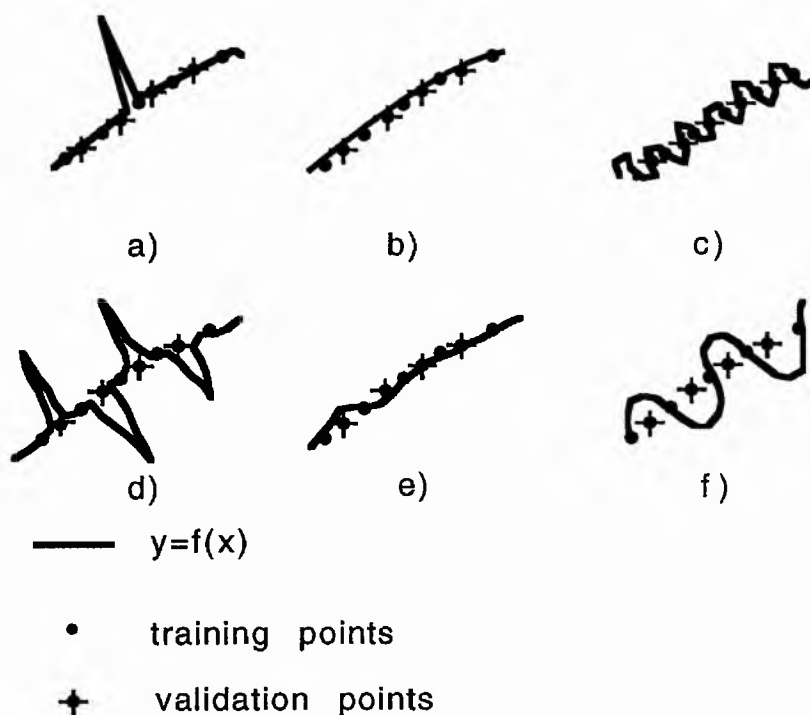 a) b) c)
d) e) f)
y=f(x)
training points
validation points